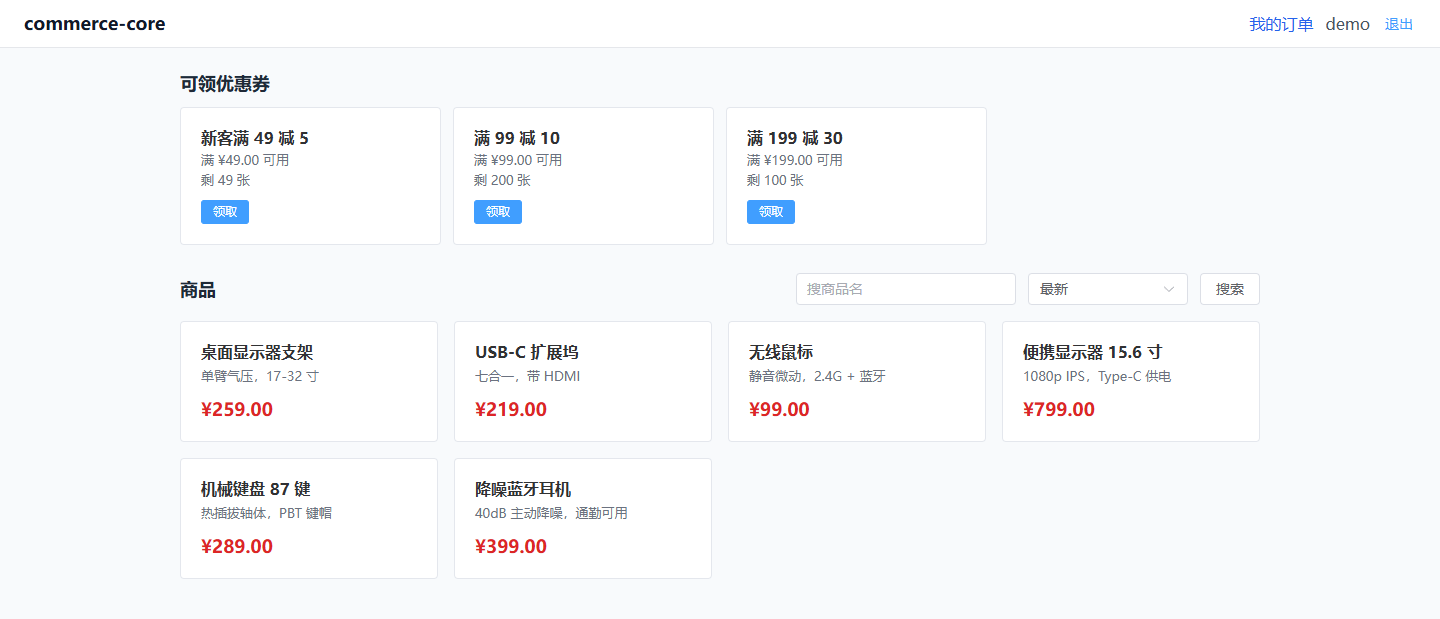 commerce-core
我的订单 demo 退出
可领优惠券
新客满 49 减 5
满 ¥49.00 可用
剩 49 张
领取
满 99 减 10
满 ¥99.00 可用
剩 200 张
领取
满 199 减 30
满 ¥199.00 可用
剩 100 张
领取
商品
搜商品名
最新
搜索
桌面显示器支架
单臂气压，17-32 寸
¥259.00
USB-C 扩展坞
七合一，带 HDMI
¥219.00
无线鼠标
静音微动，2.4G + 蓝牙
¥99.00
便携显示器 15.6 寸
1080p IPS，Type-C 供电
¥799.00
机械键盘 87 键
热插拔轴体，PBT 键帽
¥289.00
降噪蓝牙耳机
40dB 主动降噪，通勤可用
¥399.00